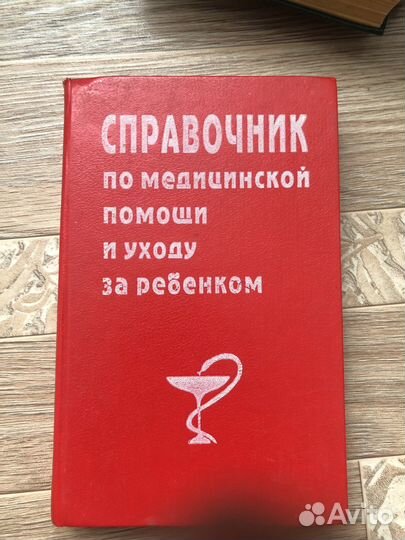 СПРАВОЧНИК
по медицинской
помощи
и уходу
за ребенком
Avito